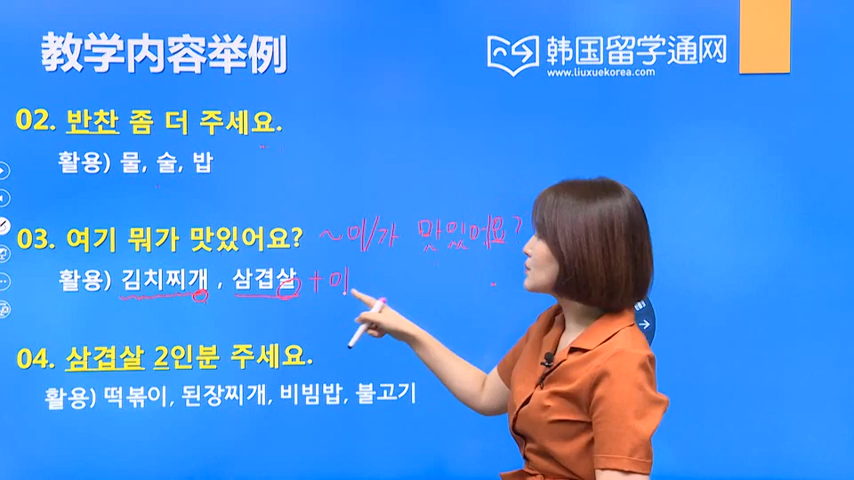 教学内容举例
韩国留学通网
www.liuxuekorea.com
02. 반찬 좀 더 주세요.
활용) 물, 술, 밥
03. 여기 뭐가 맛있어요? ~이/가 맛있어요?
활용) 김치찌개 , 삼겹살 + 이
04. 삼겹살 2인분 주세요.
활용) 떡볶이, 된장찌개, 비빔밥, 불고기